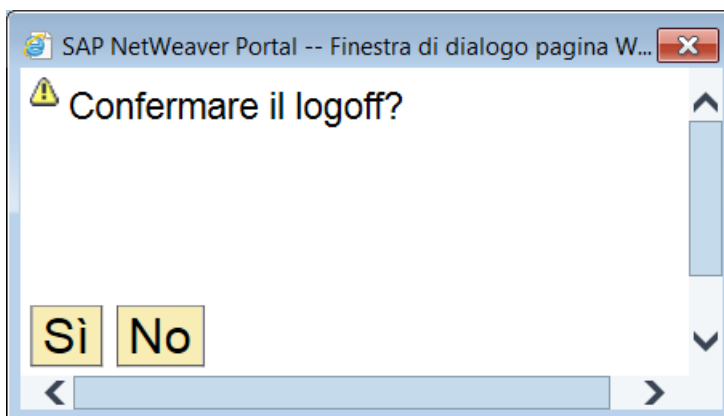 SAP NetWeaver Portal -- Finestra di dialogo pagina W...
Confermare il logoff?
Sì No